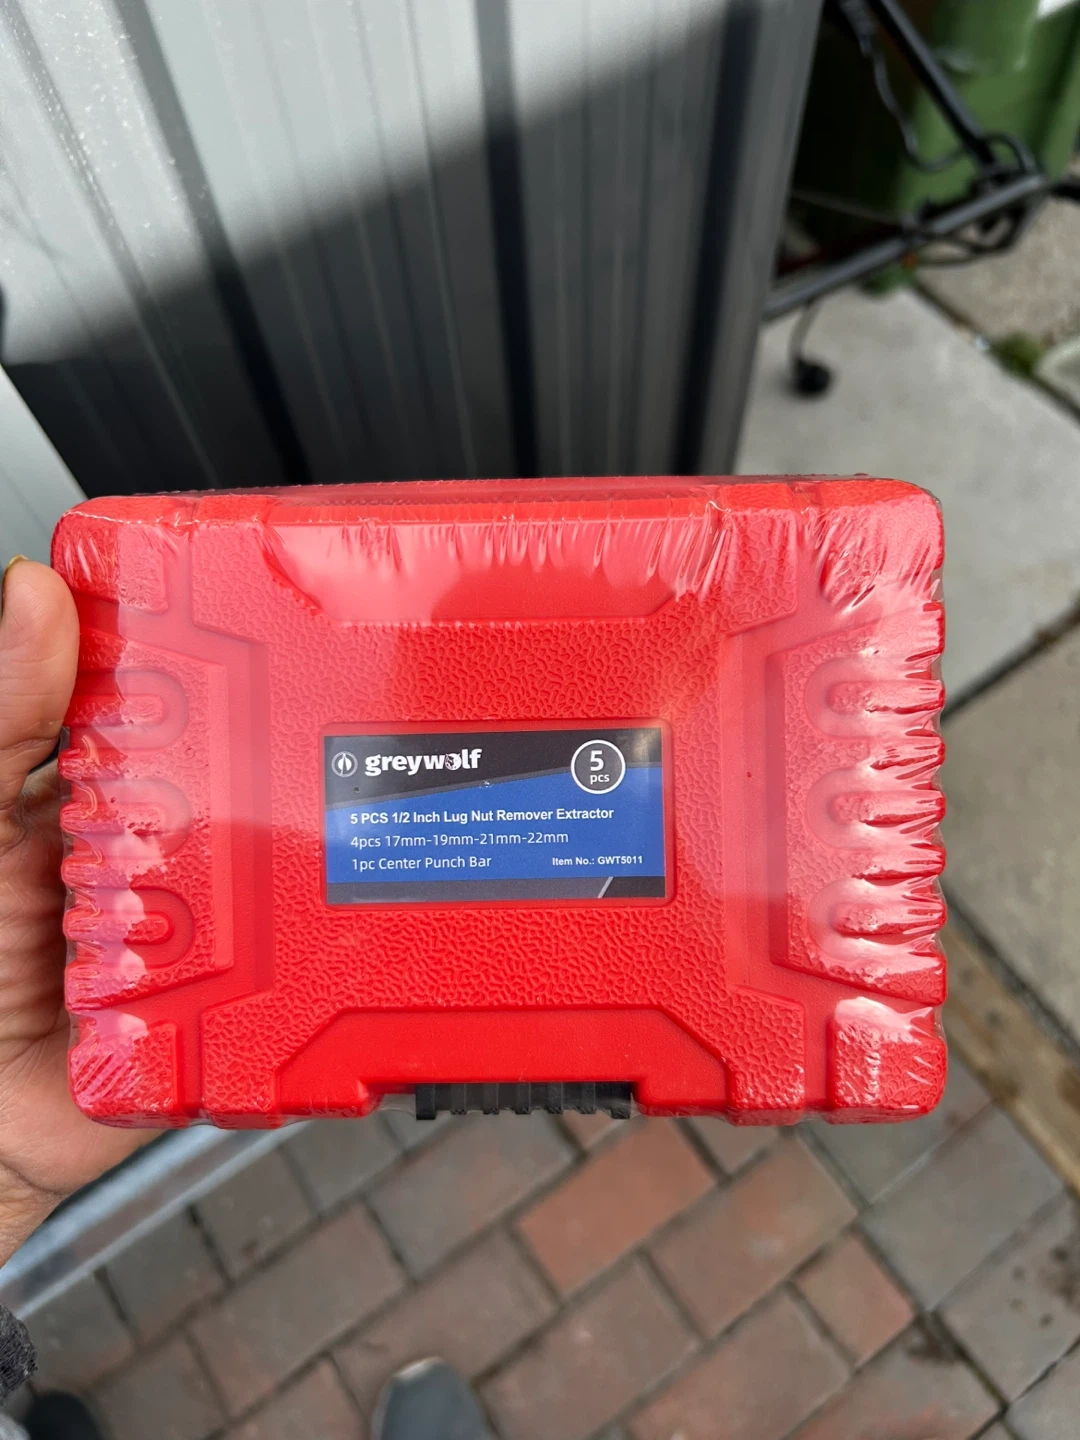 greywolf
5
pcs
5 PCS 1/2 Inch Lug Nut Remover Extractor
4pcs 17mm-19mm-21mm-22mm
1pc Center Punch Bar
Item No.: GWT5011